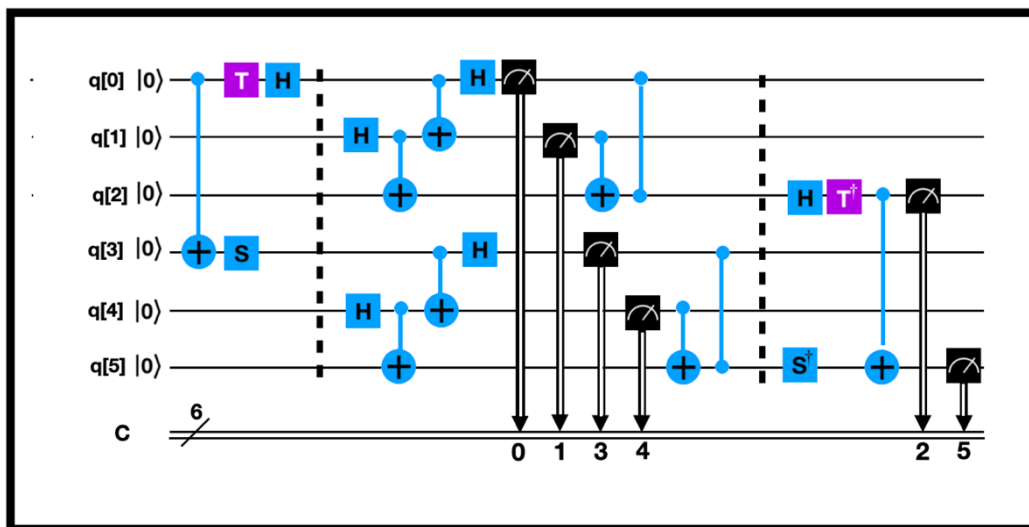 q[0] |0⟩ T H H
q[1] |0⟩ H
q[2] |0⟩ H T†
q[3] |0⟩ S H
q[4] |0⟩ H
q[5] |0⟩ S†
C 6
0 1 3 4 2 5